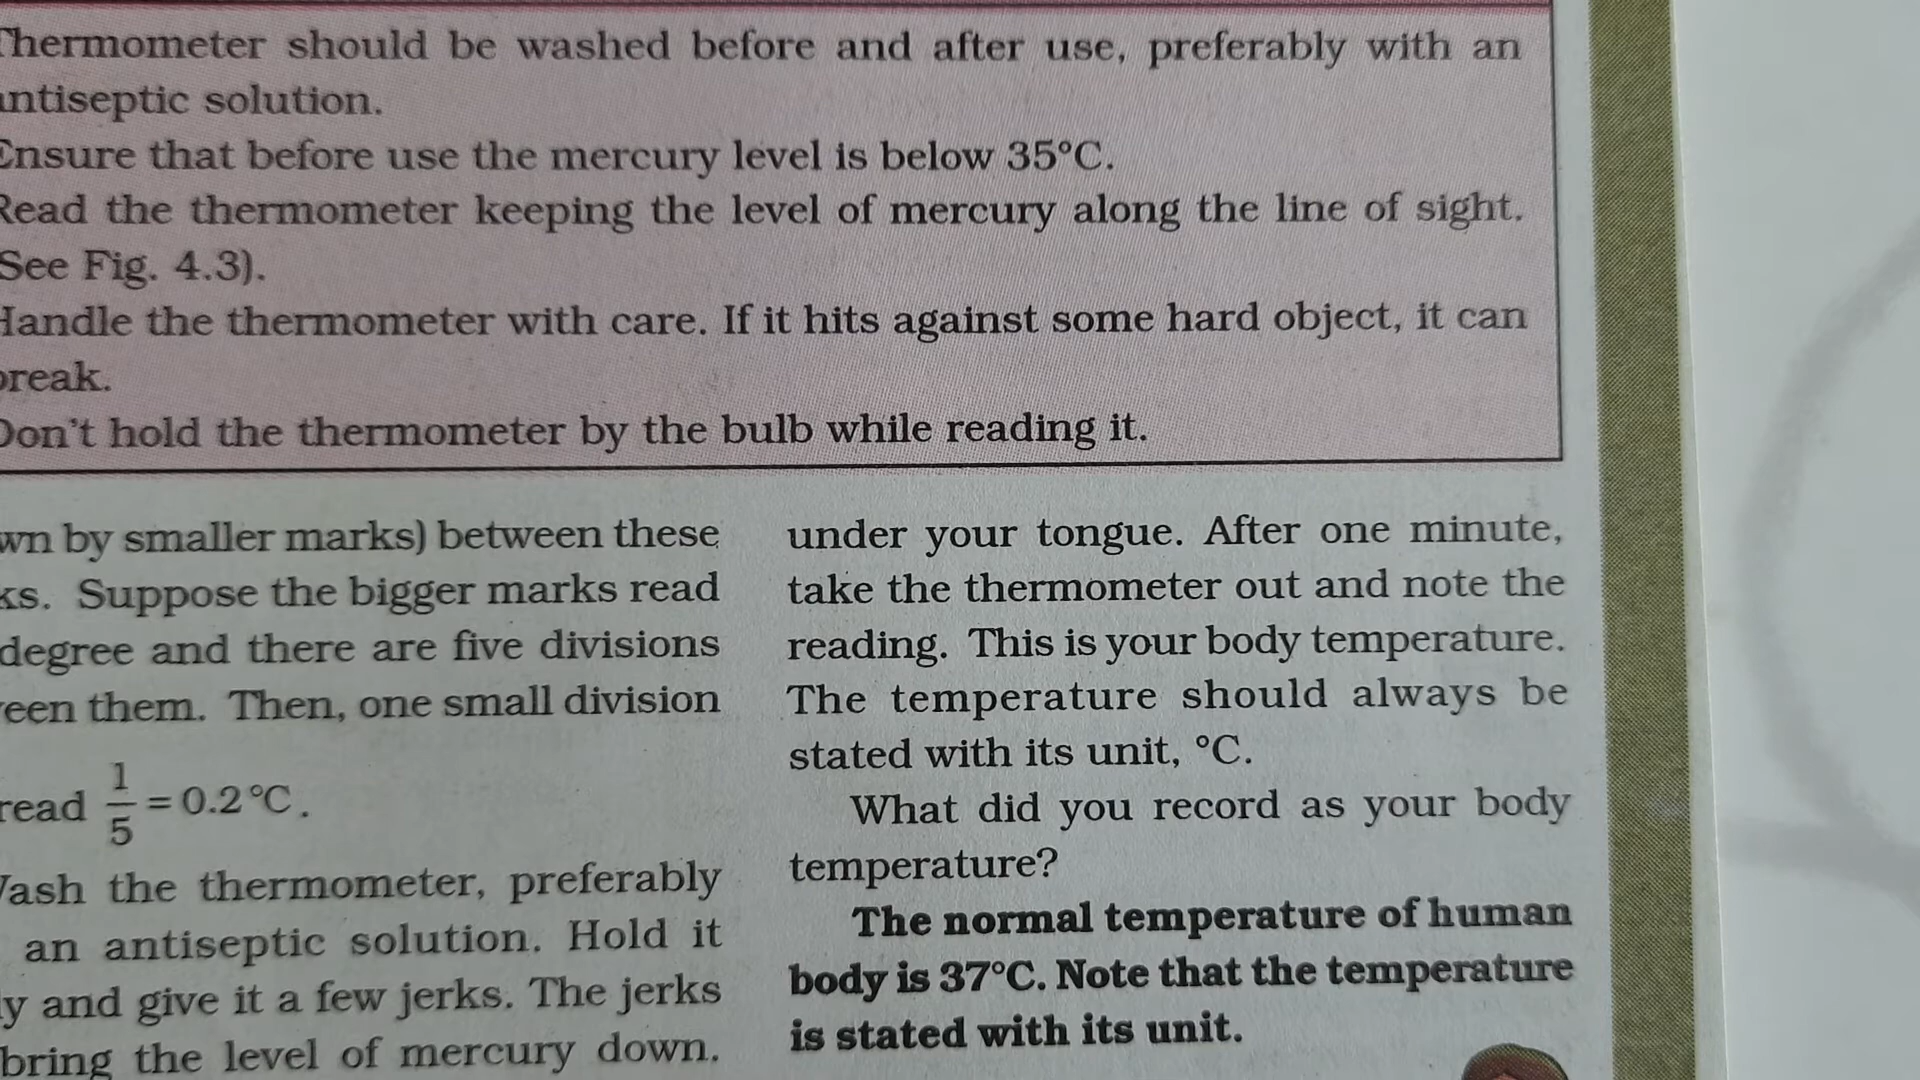 Thermometer should be washed before and after use, preferably with an
antiseptic solution.
Ensure that before use the mercury level is below 35°C.
Read the thermometer keeping the level of mercury along the line of sight.
See Fig. 4.3).
Handle the thermometer with care. If it hits against some hard object, it can
break.
Don't hold the thermometer by the bulb while reading it.
wn by smaller marks) between these
ks. Suppose the bigger marks read
degree and there are five divisions
een them. Then, one small division
read 1/5 = 0.2°C.
Wash the thermometer, preferably
an antiseptic solution. Hold it
ly and give it a few jerks. The jerks
bring the level of mercury down.
under your tongue. After one minute,
take the thermometer out and note the
reading. This is your body temperature.
The temperature should always be
stated with its unit, °C.
What did you record as your body
temperature?
The normal temperature of human
body is 37°C. Note that the temperature
is stated with its unit.